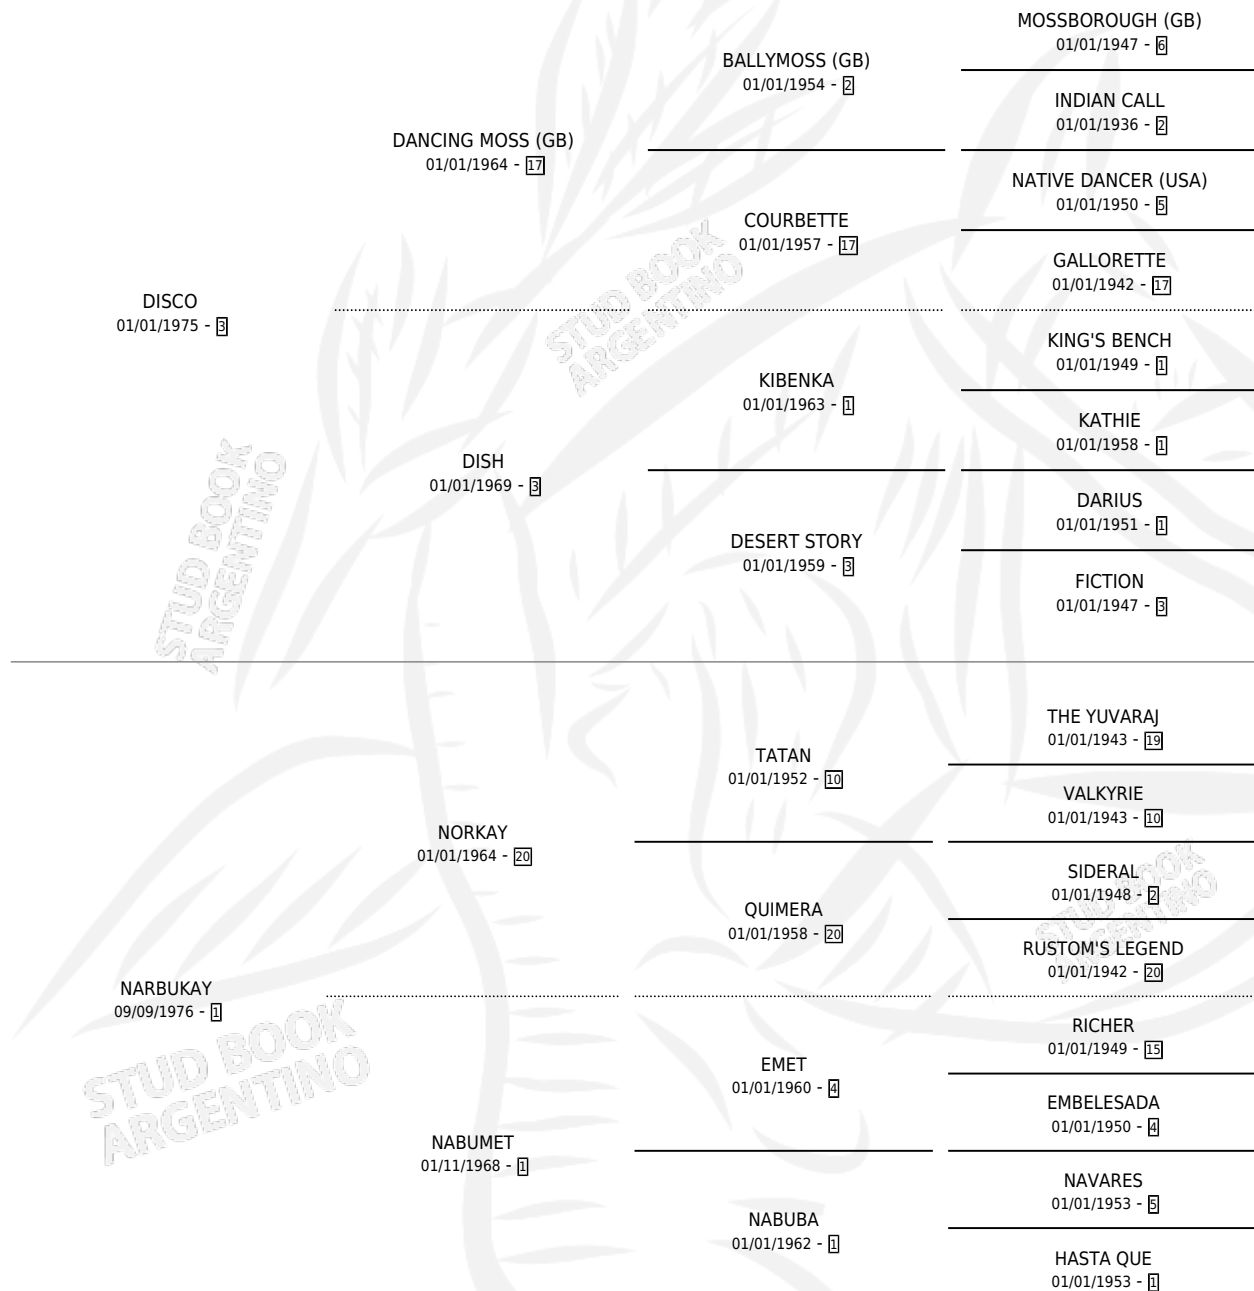 MOSSBOROUGH (GB)
01/01/1947 - 6
BALLYMOSS (GB)
01/01/1954 - 2
INDIAN CALL
01/01/1936 - 2
DANCING MOSS (GB)
01/01/1964 - 17
NATIVE DANCER (USA)
01/01/1950 - 5
COURBETTE
01/01/1957 - 17
GALLORETTE
01/01/1942 - 17
DISCO
01/01/1975 - 3
KING'S BENCH
01/01/1949 - 1
KIBENKA
01/01/1963 - 1
KATHIE
01/01/1958 - 1
DISH
01/01/1969 - 3
DARIUS
01/01/1951 - 1
DESERT STORY
01/01/1959 - 3
FICTION
01/01/1947 - 3
THE YUVARAJ
01/01/1943 - 19
TATAN
01/01/1952 - 10
VALKYRIE
01/01/1943 - 10
NORKAY
01/01/1964 - 20
SIDERAL
01/01/1948 - 2
QUIMERA
01/01/1958 - 20
RUSTOM'S LEGEND
01/01/1942 - 20
NARBUKAY
09/09/1976 - 1
RICHER
01/01/1949 - 15
EMET
01/01/1960 - 4
EMBELESADA
01/01/1950 - 4
NABUMET
01/11/1968 - 1
NAVARES
01/01/1953 - 5
NABUBA
01/01/1962 - 1
HASTA QUE
01/01/1953 - 1
STUD BOOK
ARGENTINO
STUD BOOK
ARGENTINO
STUD BOOK
ARGENTINO
STUD BOOK
ARGENTINO